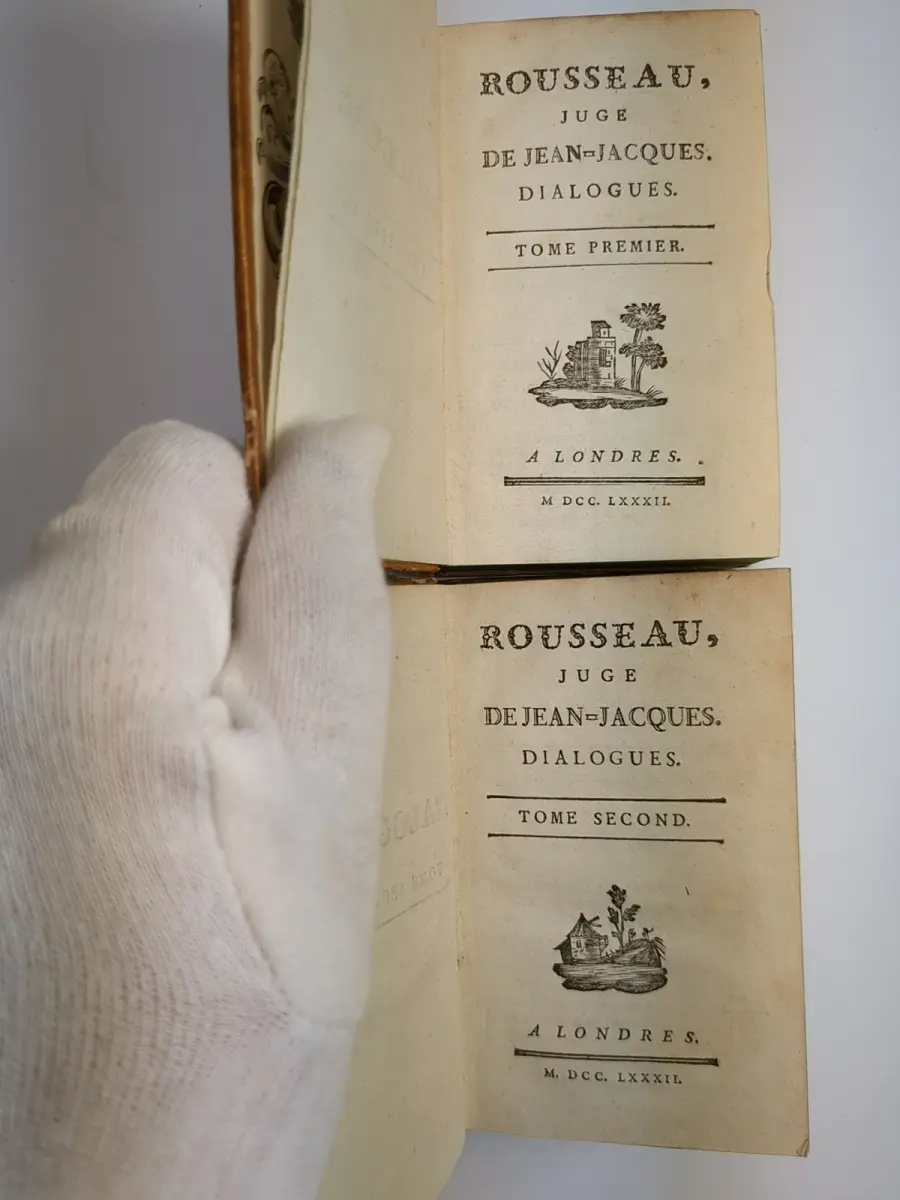 ROUSSEAU,
JUGE
DE JEAN=JACQUES.
DIALOGUES.
TOME PREMIER.
A LONDRES.
M DCC. LXXXII.
ROUSSEAU,
JUGE
DE JEAN=JACQUES.
DIALOGUES.
TOME SECOND.
A LONDRES.
M. DCC. LXXXII.